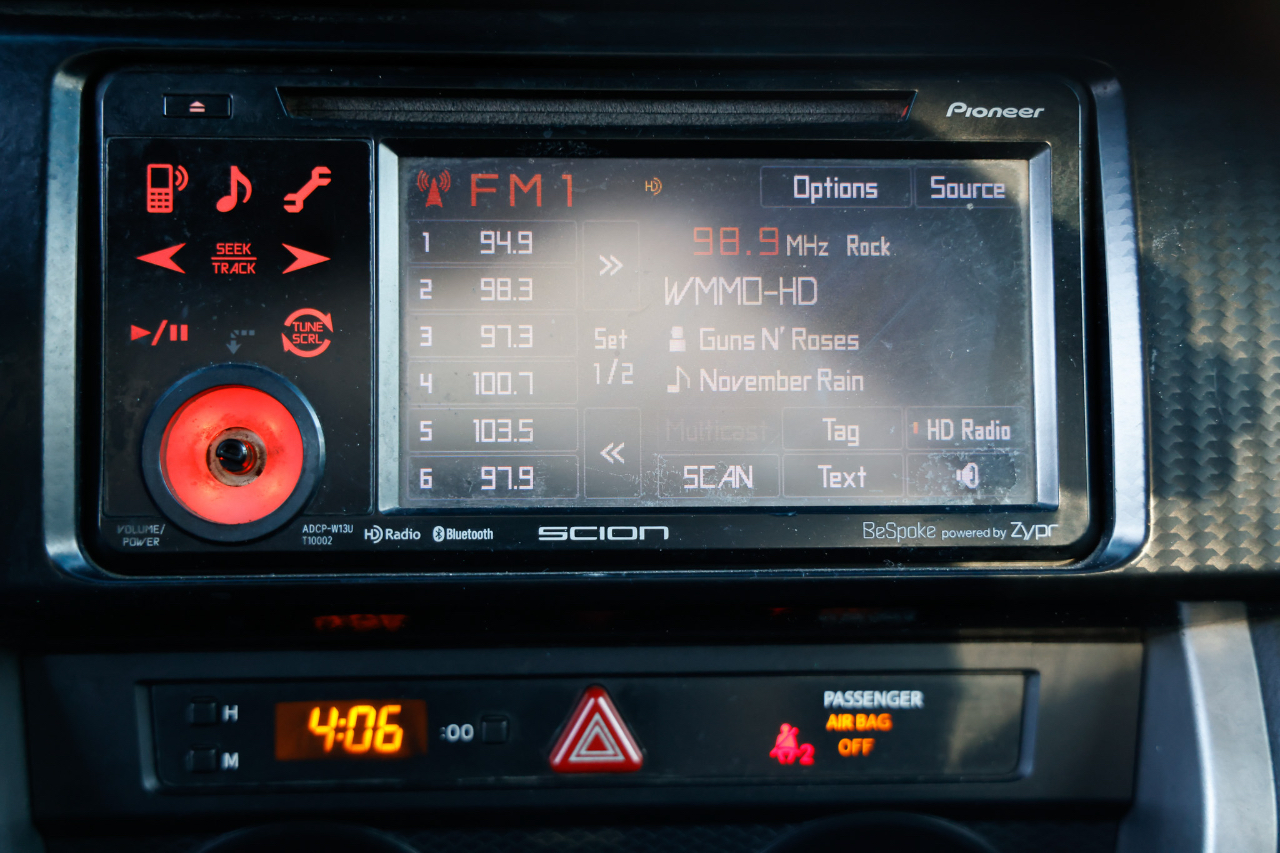 Pioneer
FM1 HD Options Source
SEEK
TRACK
TUNE
SCRL
1 94.9
2 98.3
3 97.3
4 100.7
5 103.5
6 97.9
»
Set
1/2
«
98.9 MHz Rock
WMMO-HD
Guns N' Roses
November Rain
Multicast Tag 1 HD Radio
SCAN Text
VOLUME/
POWER
ADCP-W13U
T10002
HD Radio Bluetooth SCION BeSpoke powered by Zypr
H
M
4:06 :00
PASSENGER
AIR BAG
OFF
2